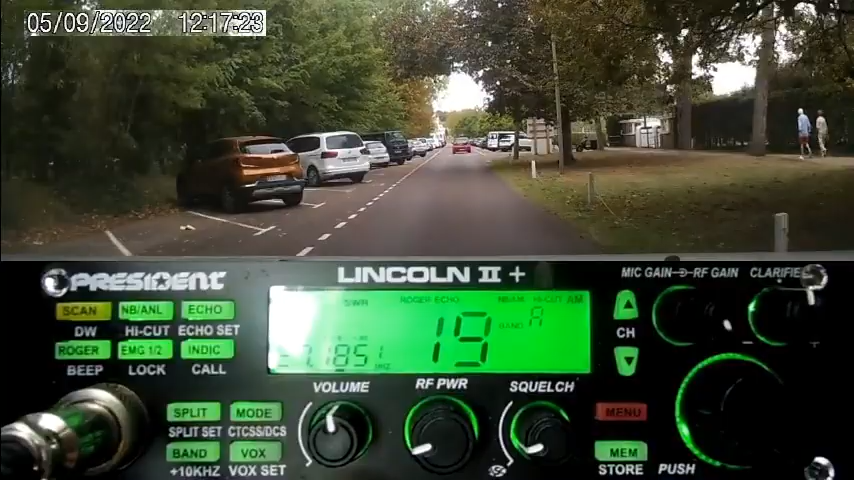 05/09/2022 12:17:23
PRESIDENT LINCOLN II + MIC GAIN RF GAIN CLARIFIER
SCAN NB/ANL ECHO
DW HI-CUT ECHO SET
ROGER EMG 1/2 INDIC
BEEP LOCK CALL
SWR ROGER ECHO NB/ANL HI-CUT AM
19 BAND A
CH
VOLUME RF PWR SQUELCH
SPLIT MODE
SPLIT SET CTCSS/DCS
BAND VOX
+10KHZ VOX SET
MENU
MEM
STORE PUSH